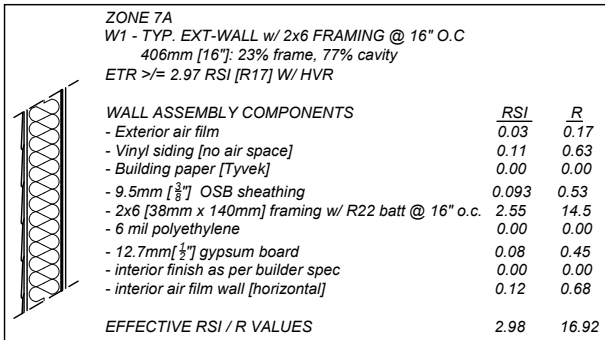 ZONE 7A
W1 - TYP. EXT-WALL w/ 2x6 FRAMING @ 16" O.C
406mm [16"]: 23% frame, 77% cavity
ETR >/= 2.97 RSI [R17] W/ HVR
WALL ASSEMBLY COMPONENTS RSI R
- Exterior air film 0.03 0.17
- Vinyl siding [no air space] 0.11 0.63
- Building paper [Tyvek] 0.00 0.00
- 9.5mm [3/8"] OSB sheathing 0.093 0.53
- 2x6 [38mm x 140mm] framing w/ R22 batt @ 16" o.c. 2.55 14.5
- 6 mil polyethylene 0.00 0.00
- 12.7mm[1/2"] gypsum board 0.08 0.45
- interior finish as per builder spec 0.00 0.00
- interior air film wall [horizontal] 0.12 0.68
EFFECTIVE RSI / R VALUES 2.98 16.92